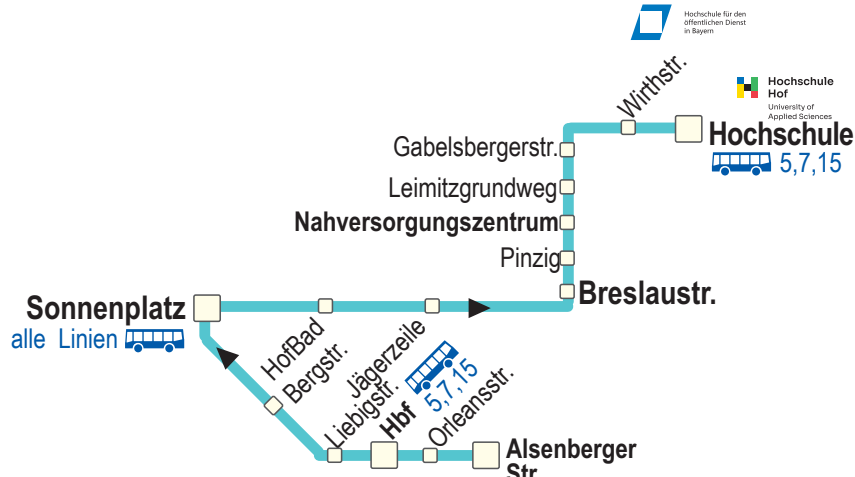 Hochschule für den
öffentlichen Dienst
in Bayern
Wirthstr.
Hochschule
Hof
University of
Applied Sciences
Hochschule
5,7,15
Gabelsbergerstr.
Leimitzgrundweg
Nahversorgungszentrum
Pinzig
Breslaustr.
Sonnenplatz
alle Linien
HofBad
Jägerzeile
Bergstr.
Liebigstr.
Hbf
5,7,15
Orleansstr.
Alsenberger
Str.